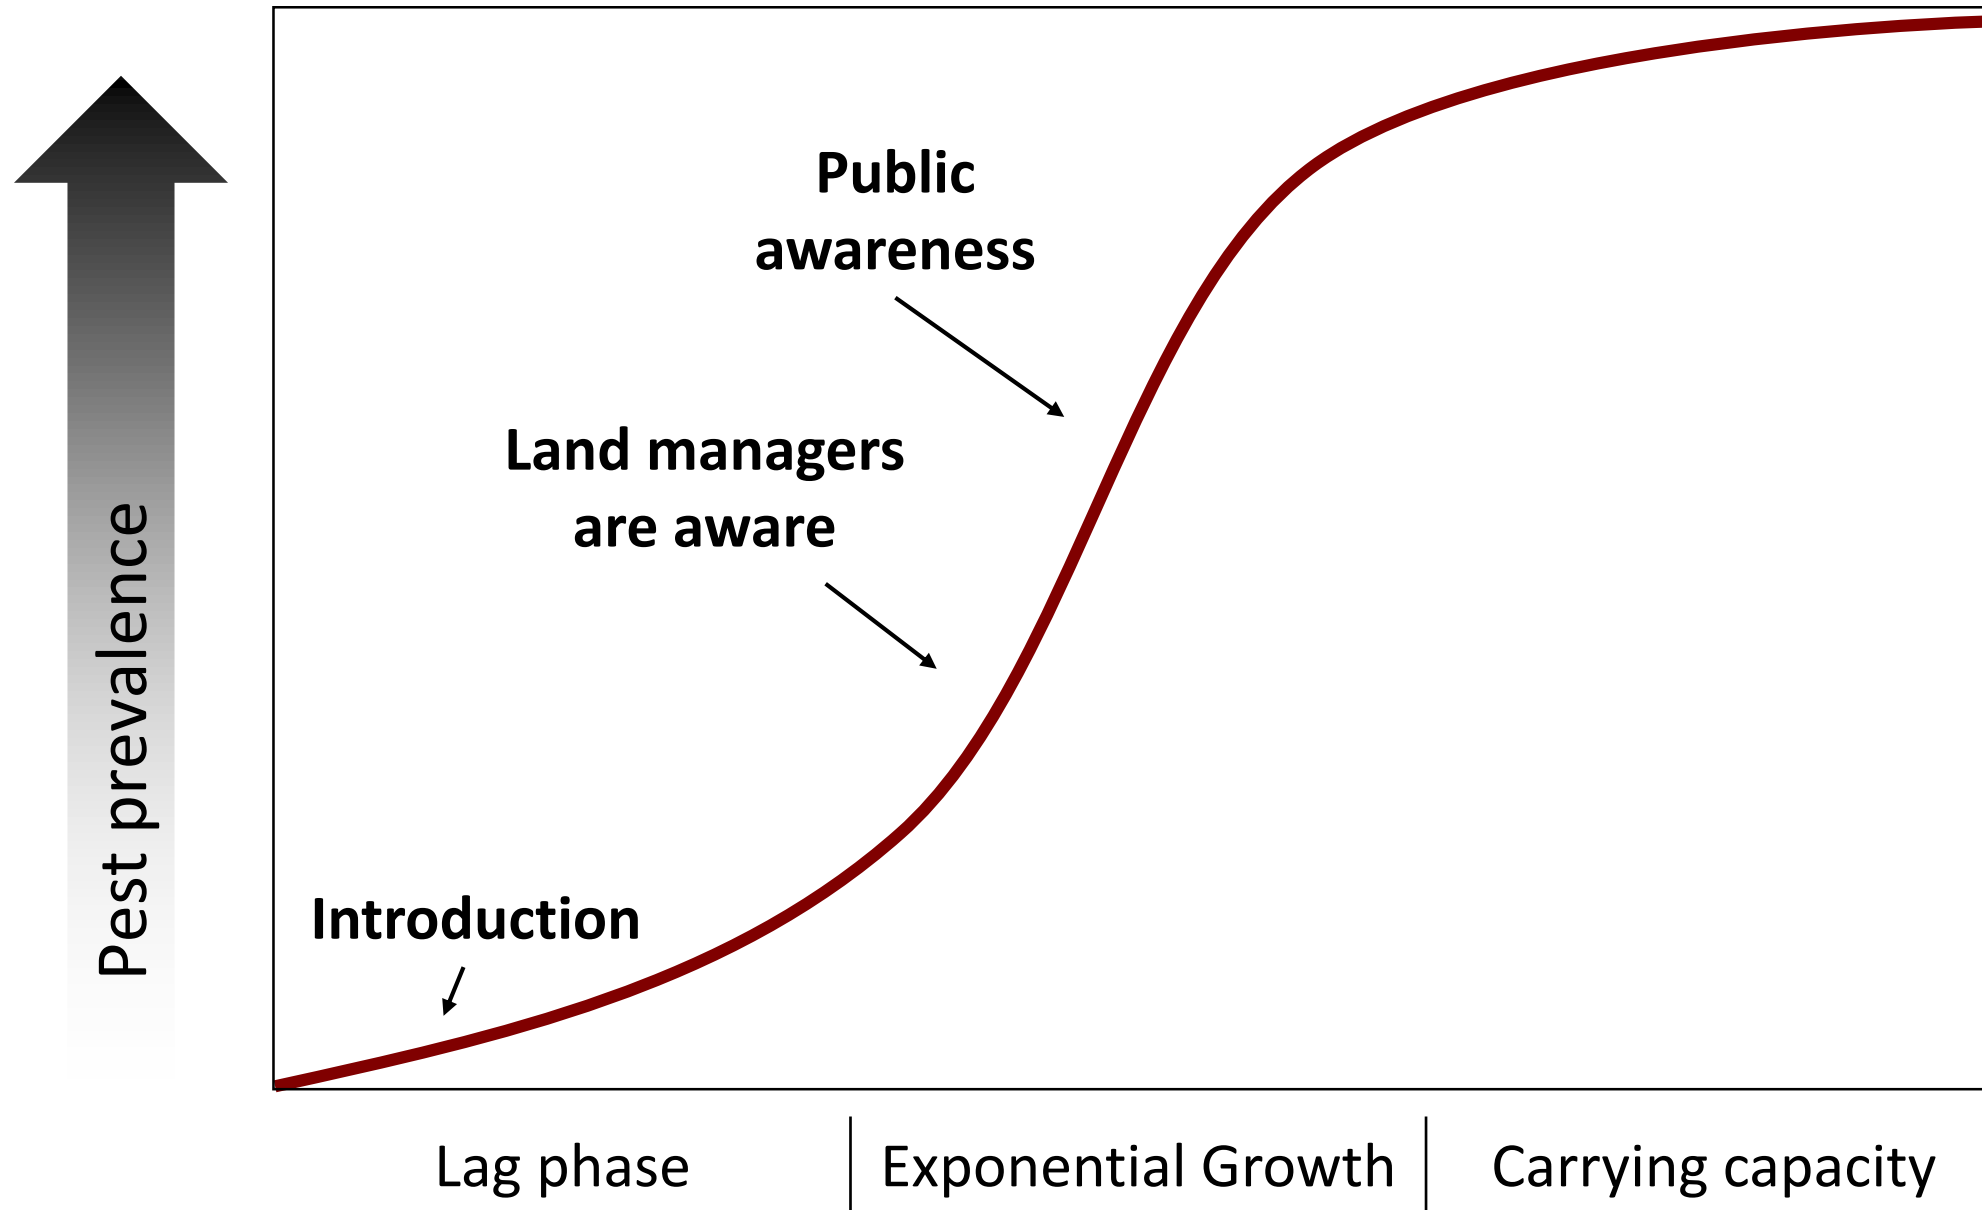 Pest prevalence
Public
awareness
Land managers
are aware
Introduction
Lag phase
Exponential Growth
Carrying capacity